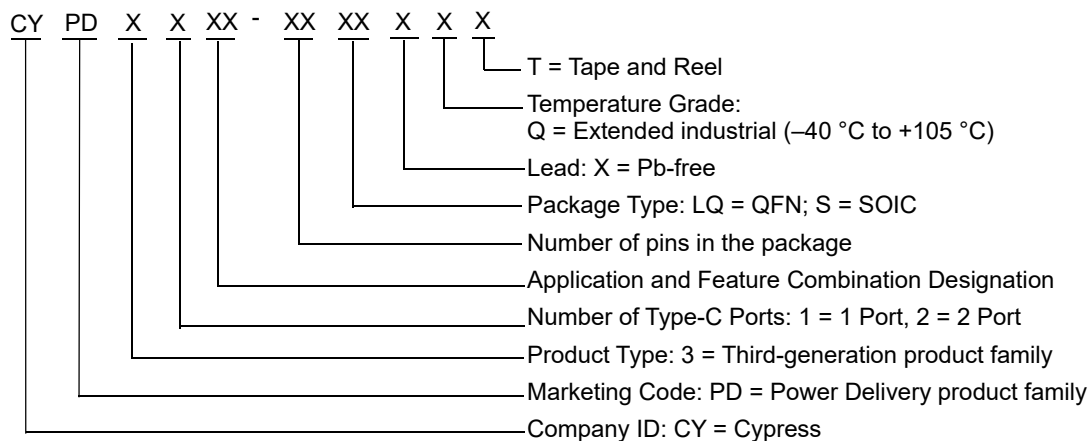 CY PD X X XX - XX XX X X X
T = Tape and Reel
Temperature Grade:
Q = Extended industrial (–40 °C to +105 °C)
Lead: X = Pb-free
Package Type: LQ = QFN; S = SOIC
Number of pins in the package
Application and Feature Combination Designation
Number of Type-C Ports: 1 = 1 Port, 2 = 2 Port
Product Type: 3 = Third-generation product family
Marketing Code: PD = Power Delivery product family
Company ID: CY = Cypress